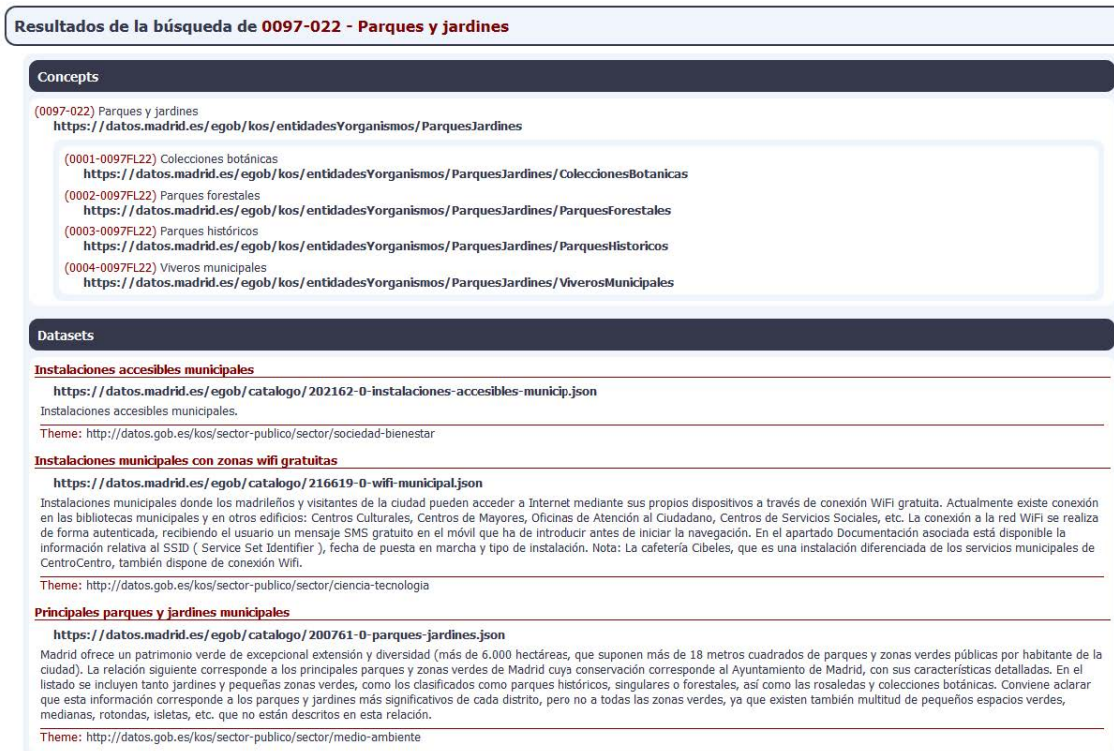 Resultados de la búsqueda de 0097-022 - Parques y jardines
Concepts
(0097-022) Parques y jardines
https://datos.madrid.es/egob/kos/entidadesYorganismos/ParquesJardines
(0001-0097FL22) Colecciones botánicas
https://datos.madrid.es/egob/kos/entidadesYorganismos/ParquesJardines/ColeccionesBotanicas
(0002-0097FL22) Parques forestales
https://datos.madrid.es/egob/kos/entidadesYorganismos/ParquesJardines/ParquesForestales
(0003-0097FL22) Parques históricos
https://datos.madrid.es/egob/kos/entidadesYorganismos/ParquesJardines/ParquesHistoricos
(0004-0097FL22) Viveros municipales
https://datos.madrid.es/egob/kos/entidadesYorganismos/ParquesJardines/ViverosMunicipales
Datasets
Instalaciones accesibles municipales
https://datos.madrid.es/egob/catalogo/202162-0-instalaciones-accesibles-municip.json
Instalaciones accesibles municipales.
Theme: http://datos.gob.es/kos/sector-publico/sector/sociedad-bienestar
Instalaciones municipales con zonas wifi gratuitas
https://datos.madrid.es/egob/catalogo/216619-0-wifi-municipal.json
Instalaciones municipales donde los madrileños y visitantes de la ciudad pueden acceder a Internet mediante sus propios dispositivos a través de conexión WiFi gratuita. Actualmente existe conexión
en las bibliotecas municipales y en otros edificios: Centros Culturales, Centros de Mayores, Oficinas de Atención al Ciudadano, Centros de Servicios Sociales, etc. La conexión a la red WiFi se realiza
de forma autenticada, recibiendo el usuario un mensaje SMS gratuito en el móvil que ha de introducir antes de iniciar la navegación. En el apartado Documentación asociada está disponible la
información relativa al SSID ( Service Set Identifier ), fecha de puesta en marcha y tipo de instalación. Nota: La cafetería Cibeles, que es una instalación diferenciada de los servicios municipales de
CentroCentro, también dispone de conexión Wifi.
Theme: http://datos.gob.es/kos/sector-publico/sector/ciencia-tecnologia
Principales parques y jardines municipales
https://datos.madrid.es/egob/catalogo/200761-0-parques-jardines.json
Madrid ofrece un patrimonio verde de excepcional extensión y diversidad (más de 6.000 hectáreas, que suponen más de 18 metros cuadrados de parques y zonas verdes públicas por habitante de la
ciudad). La relación siguiente corresponde a los principales parques y zonas verdes de Madrid cuya conservación corresponde al Ayuntamiento de Madrid, con sus características detalladas. En el
listado se incluyen tanto jardines y pequeñas zonas verdes, como los clasificados como parques históricos, singulares o forestales, así como las rosaledas y colecciones botánicas. Conviene aclarar
que esta información corresponde a los parques y jardines más significativos de cada distrito, pero no a todas las zonas verdes, ya que existen también multitud de pequeños espacios verdes,
medianas, rotondas, isletas, etc. que no están descritos en esta relación.
Theme: http://datos.gob.es/kos/sector-publico/sector/medio-ambiente